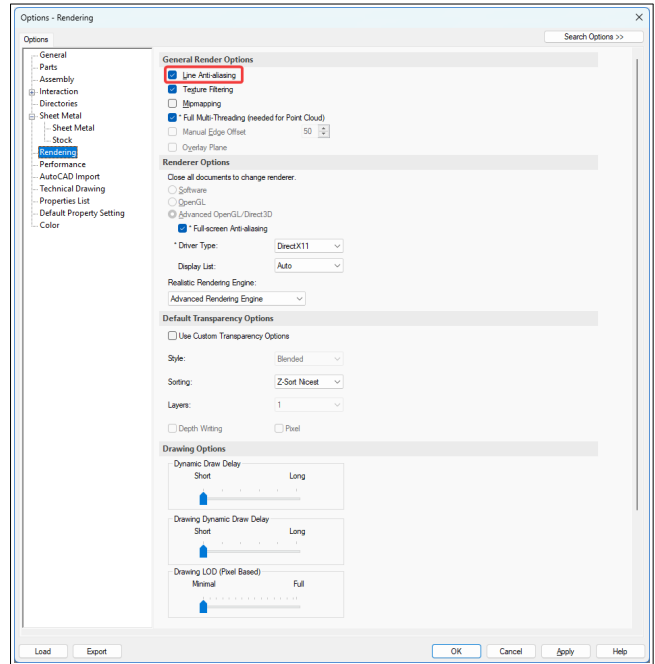 Options - Rendering
Options
Search Options >>
General
Parts
Assembly
Interaction
Directories
Sheet Metal
Sheet Metal
Stock
Rendering
Performance
AutoCAD Import
Technical Drawing
Properties List
Default Property Setting
Color
General Render Options
Line Anti-aliasing
Texture Filtering
Mipmapping
* Full Multi-Threading (needed for Point Cloud)
Manual Edge Offset 50
Overlay Plane
Renderer Options
Close all documents to change renderer.
Software
OpenGL
Advanced OpenGL/Direct3D
* Full-screen Anti-aliasing
* Driver Type: DirectX11
Display List: Auto
Realistic Rendering Engine:
Advanced Rendering Engine
Default Transparency Options
Use Custom Transparency Options
Style: Blended
Sorting: Z-Sort Nicest
Layers: 1
Depth Writing Pixel
Drawing Options
Dynamic Draw Delay
Short Long
Drawing Dynamic Draw Delay
Short Long
Drawing LOD (Pixel Based)
Minimal Full
Load Export OK Cancel Apply Help